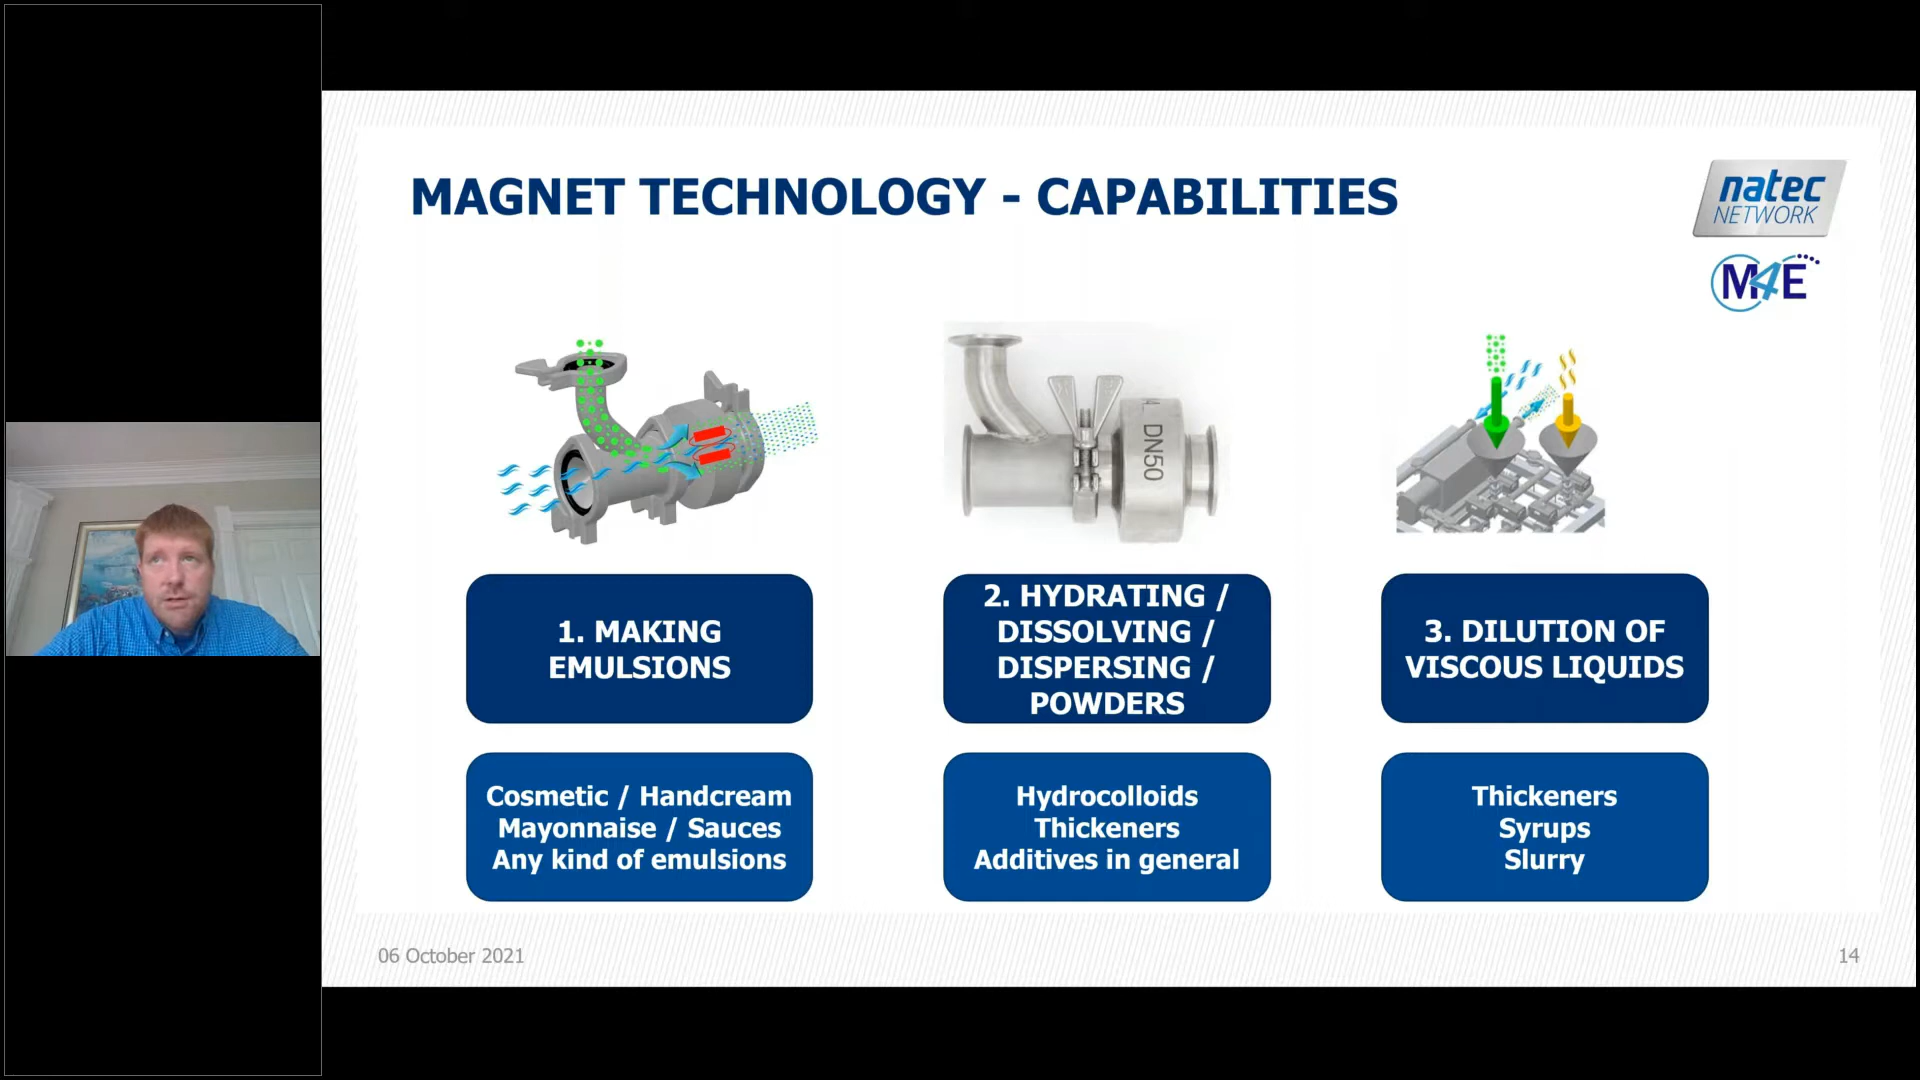 MAGNET TECHNOLOGY - CAPABILITIES
natec
NETWORK
M4E
DN50
1. MAKING
EMULSIONS
2. HYDRATING /
DISSOLVING /
DISPERSING /
POWDERS
3. DILUTION OF
VISCOUS LIQUIDS
Cosmetic / Handcream
Mayonnaise / Sauces
Any kind of emulsions
Hydrocolloids
Thickeners
Additives in general
Thickeners
Syrups
Slurry
06 October 2021
14